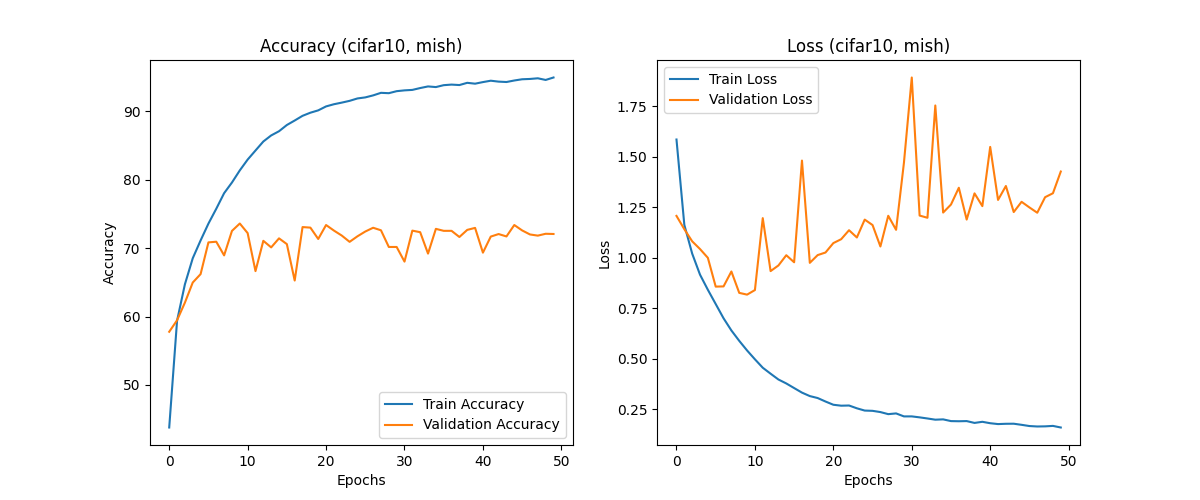 Accuracy (cifar10, mish)
Accuracy
90
80
70
60
50
0 10 20 30 40 50
Epochs
Train Accuracy
Validation Accuracy
Loss (cifar10, mish)
Loss
1.75
1.50
1.25
1.00
0.75
0.50
0.25
0 10 20 30 40 50
Epochs
Train Loss
Validation Loss